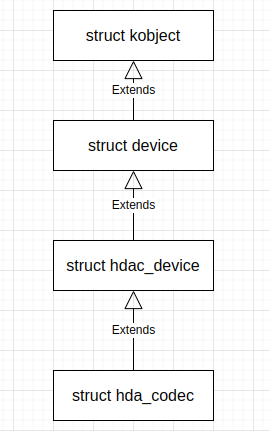 struct kobject
Extends
struct device
Extends
struct hdac_device
Extends
struct hda_codec